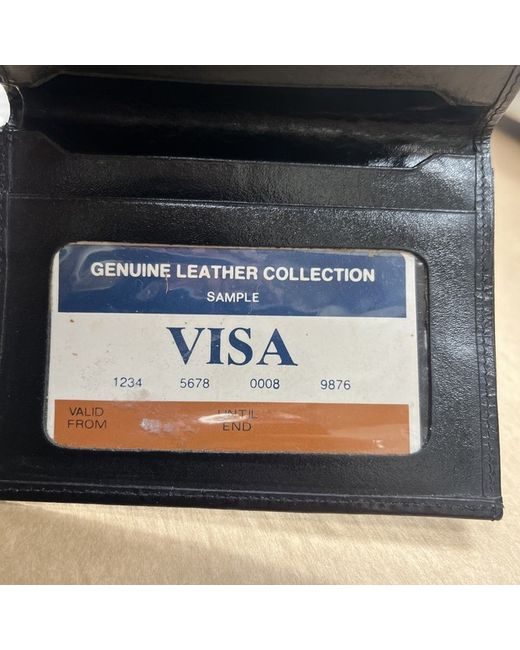 GENUINE LEATHER COLLECTION
SAMPLE
VISA
1234 5678 0008 9876
VALID UNTIL
FROM END